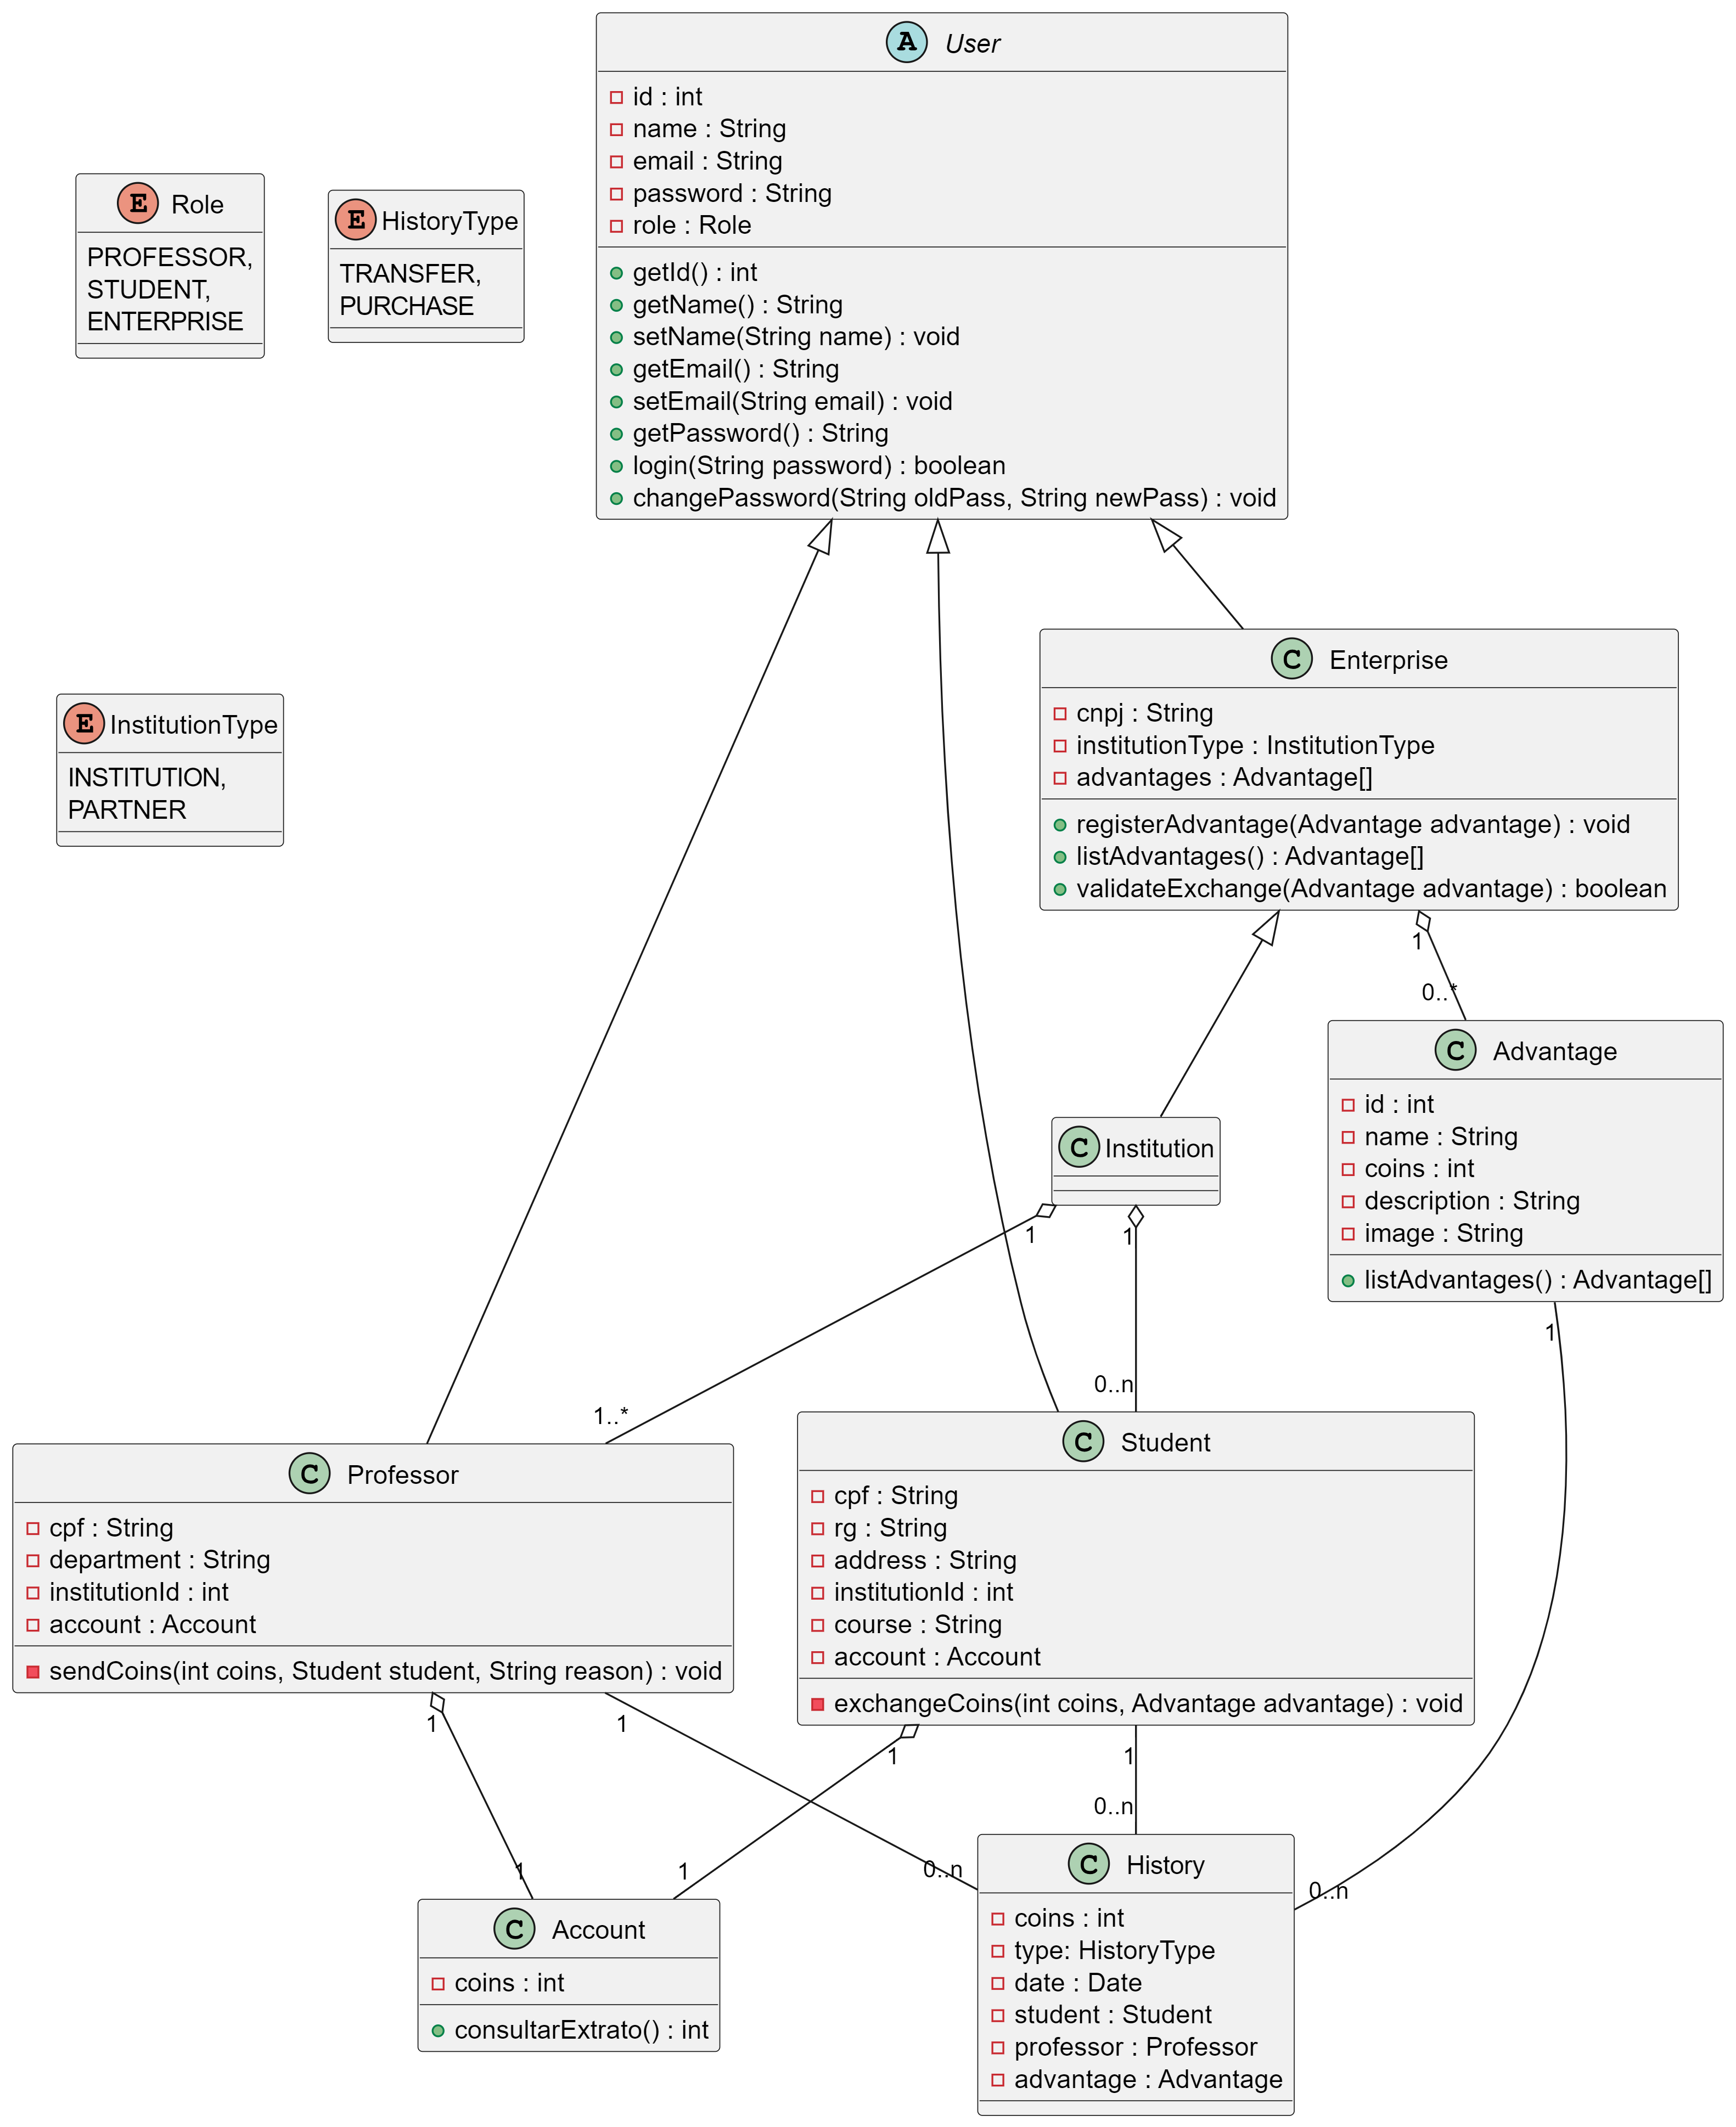 A User
id : int
name : String
email : String
password : String
role : Role
getId() : int
getName() : String
setName(String name) : void
getEmail() : String
setEmail(String email) : void
getPassword() : String
login(String password) : boolean
changePassword(String oldPass, String newPass) : void
E Role
PROFESSOR,
STUDENT,
ENTERPRISE
E HistoryType
TRANSFER,
PURCHASE
E InstitutionType
INSTITUTION,
PARTNER
C Enterprise
cnpj : String
institutionType : InstitutionType
advantages : Advantage[]
registerAdvantage(Advantage advantage) : void
listAdvantages() : Advantage[]
validateExchange(Advantage advantage) : boolean
1
0..*
C Advantage
id : int
name : String
coins : int
description : String
image : String
listAdvantages() : Advantage[]
C Institution
1
1
1
1..*
0..n
C Professor
cpf : String
department : String
institutionId : int
account : Account
sendCoins(int coins, Student student, String reason) : void
C Student
cpf : String
rg : String
address : String
institutionId : int
course : String
account : Account
exchangeCoins(int coins, Advantage advantage) : void
1
1
1
1
1
1
0..n
0..n
0..n
C Account
coins : int
consultarExtrato() : int
C History
coins : int
type: HistoryType
date : Date
student : Student
professor : Professor
advantage : Advantage